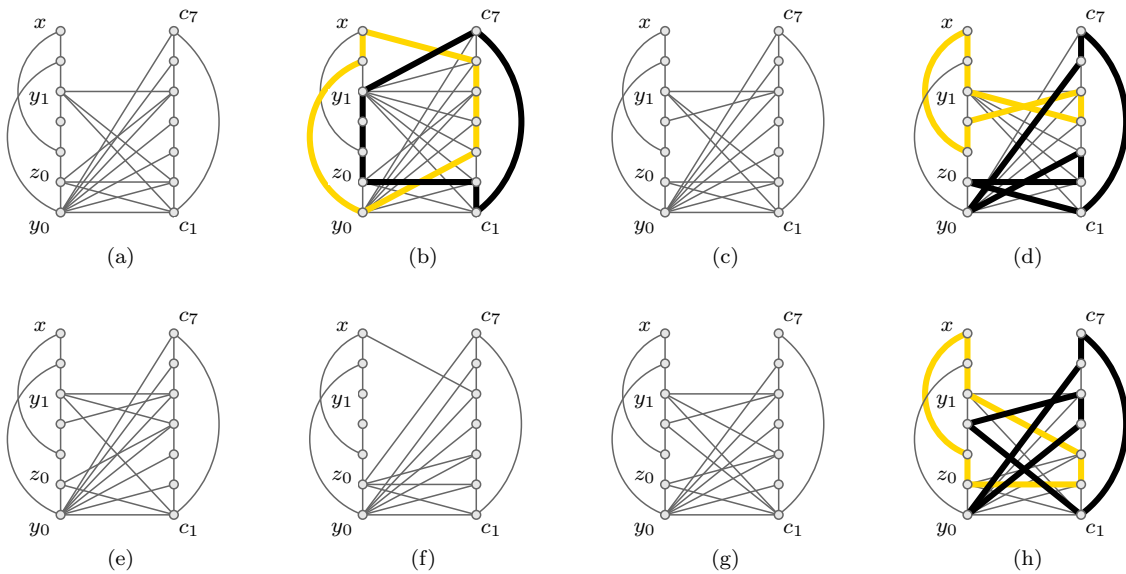 x c₇ x c₇ x c₇ x c₇
y₁ y₁ y₁ y₁
z₀ z₀ z₀ z₀
y₀ c₁ y₀ c₁ y₀ c₁ y₀ c₁
(a) (b) (c) (d)
x c₇ x c₇ x c₇ x c₇
y₁ y₁ y₁ y₁
z₀ z₀ z₀ z₀
y₀ c₁ y₀ c₁ y₀ c₁ y₀ c₁
(e) (f) (g) (h)